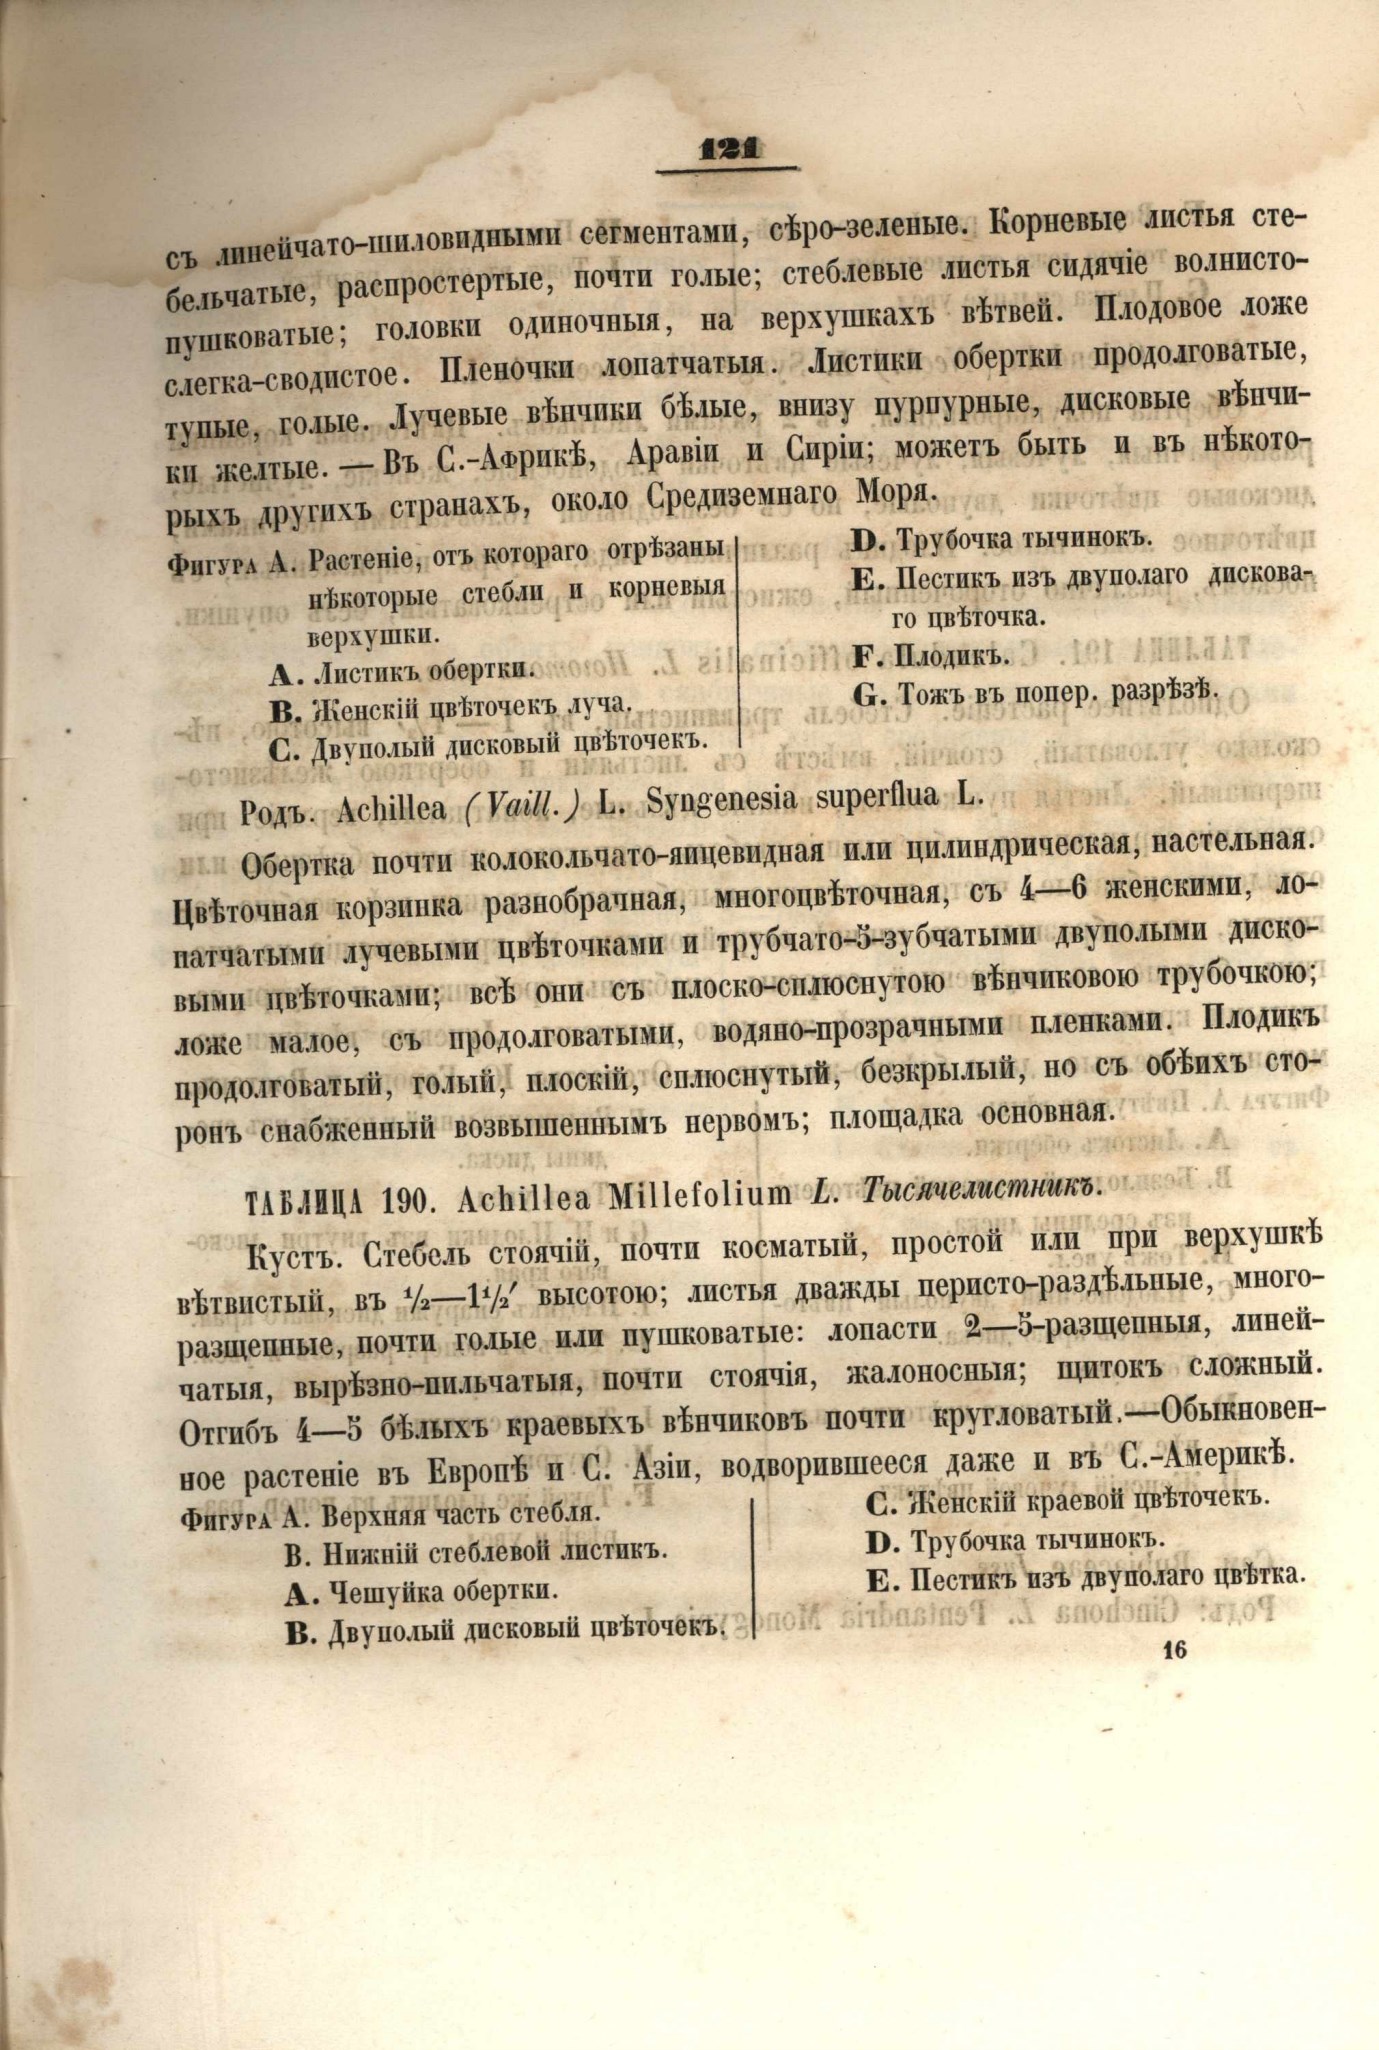 121
съ линейчато-шиловидными сегментами, сѣро-зеленые. Корневые листья сте-
бельчатые, распростертые, почти голые; стеблевые листья сидячіе волнисто-
пушковатые; головки одиночныя, на верхушкахъ вѣтвей. Плодовое ложе
слегка-сводистое. Пленочки лопатчатыя. Листики обертки продолговатые,
тупые, голые. Лучевые вѣнчики бѣлые, внизу пурпурные, дисковые вѣнчи-
ки желтые. — Въ С.-Африкѣ, Аравіи и Сиріи; можетъ быть и въ нѣкото-
рыхъ другихъ странахъ, около Средиземнаго Моря.
Фигура А. Растеніе, отъ котораго отрѣзаны
нѣкоторые стебли и корневыя
верхушки.
A. Листикъ обертки.
B. Женскій цвѣточекъ луча.
C. Двуполый дисковый цвѣточекъ.
D. Трубочка тычинокъ.
E. Пестикъ изъ двуполаго дискова-
го цвѣточка.
F. Плодикъ.
G. Тожъ въ попер. разрѣзѣ.
Родъ. Achillea (Vaill.) L. Syngenesia superflua L.
Обертка почти колокольчато-яицевидная или цилиндрическая, настельная.
Цвѣточная корзинка разнобрачная, многоцвѣточная, съ 4—6 женскими, ло-
патчатыми лучевыми цвѣточками и трубчато-5-зубчатыми двуполыми диско-
выми цвѣточками; всѣ они съ плоско-сплюснутою вѣнчиковою трубочкою;
ложе малое, съ продолговатыми, водяно-прозрачными пленками. Плодикъ
продолговатый, голый, плоскій, сплюснутый, безкрылый, но съ обѣихъ сто-
ронъ снабженный возвышеннымъ нервомъ; площадка основная.
ТАБЛИЦА 190. Achillea Millefolium L. Тысячелистникъ.
Кустъ. Стебель стоячій, почти косматый, простой или при верхушкѣ
вѣтвистый, въ ½—1½′ высотою; листья дважды перисто-раздѣльные, много-
разщепные, почти голые или пушковатые: лопасти 2—5-разщепныя, линей-
чатыя, вырѣзно-пильчатыя, почти стоячія, жалоносныя; щитокъ сложный.
Отгибъ 4—5 бѣлыхъ краевыхъ вѣнчиковъ почти кругловатый.—Обыкновен-
ное растеніе въ Европѣ и С. Азіи, водворившееся даже и въ С.-Америкѣ.
Фигура А. Верхняя часть стебля.
В. Нижній стеблевой листикъ.
A. Чешуйка обертки.
B. Двуполый дисковый цвѣточекъ.
C. Женскій краевой цвѣточекъ.
D. Трубочка тычинокъ.
E. Пестикъ изъ двуполаго цвѣтка.
16